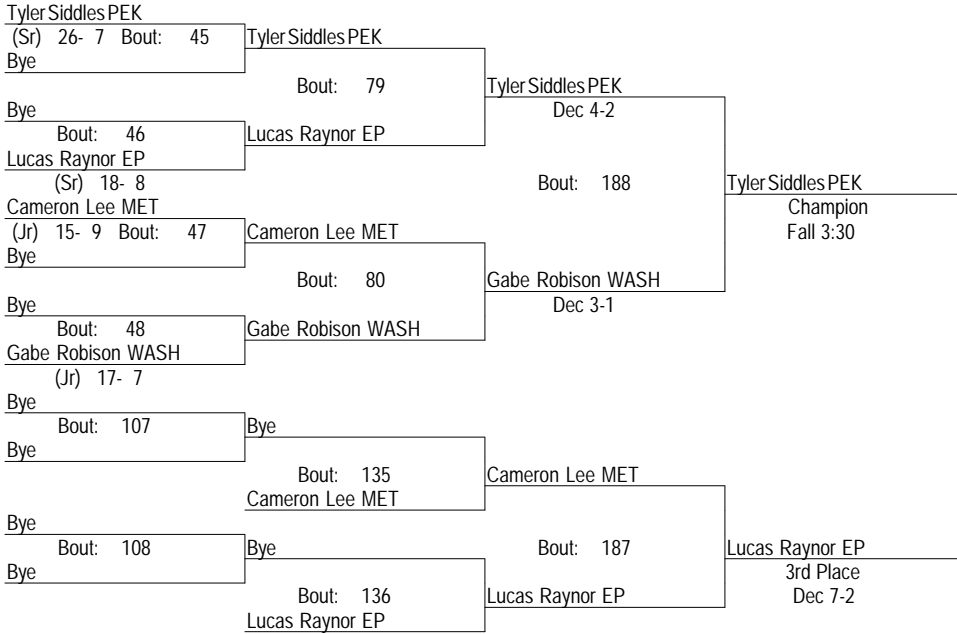 Tyler Siddles PEK
(Sr) 26- 7 Bout: 45 Tyler Siddles PEK
Bye
Bout: 79 Tyler Siddles PEK
Bye Dec 4-2
Bout: 46 Lucas Raynor EP
Lucas Raynor EP
(Sr) 18- 8 Bout: 188 Tyler Siddles PEK
Cameron Lee MET Champion
(Jr) 15- 9 Bout: 47 Cameron Lee MET Fall 3:30
Bye
Bout: 80 Gabe Robison WASH
Bye Dec 3-1
Bout: 48 Gabe Robison WASH
Gabe Robison WASH
(Jr) 17- 7
Bye
Bout: 107 Bye
Bye
Bout: 135 Cameron Lee MET
Cameron Lee MET
Bye
Bout: 108 Bye Bout: 187 Lucas Raynor EP
Bye 3rd Place
Bout: 136 Lucas Raynor EP Dec 7-2
Lucas Raynor EP